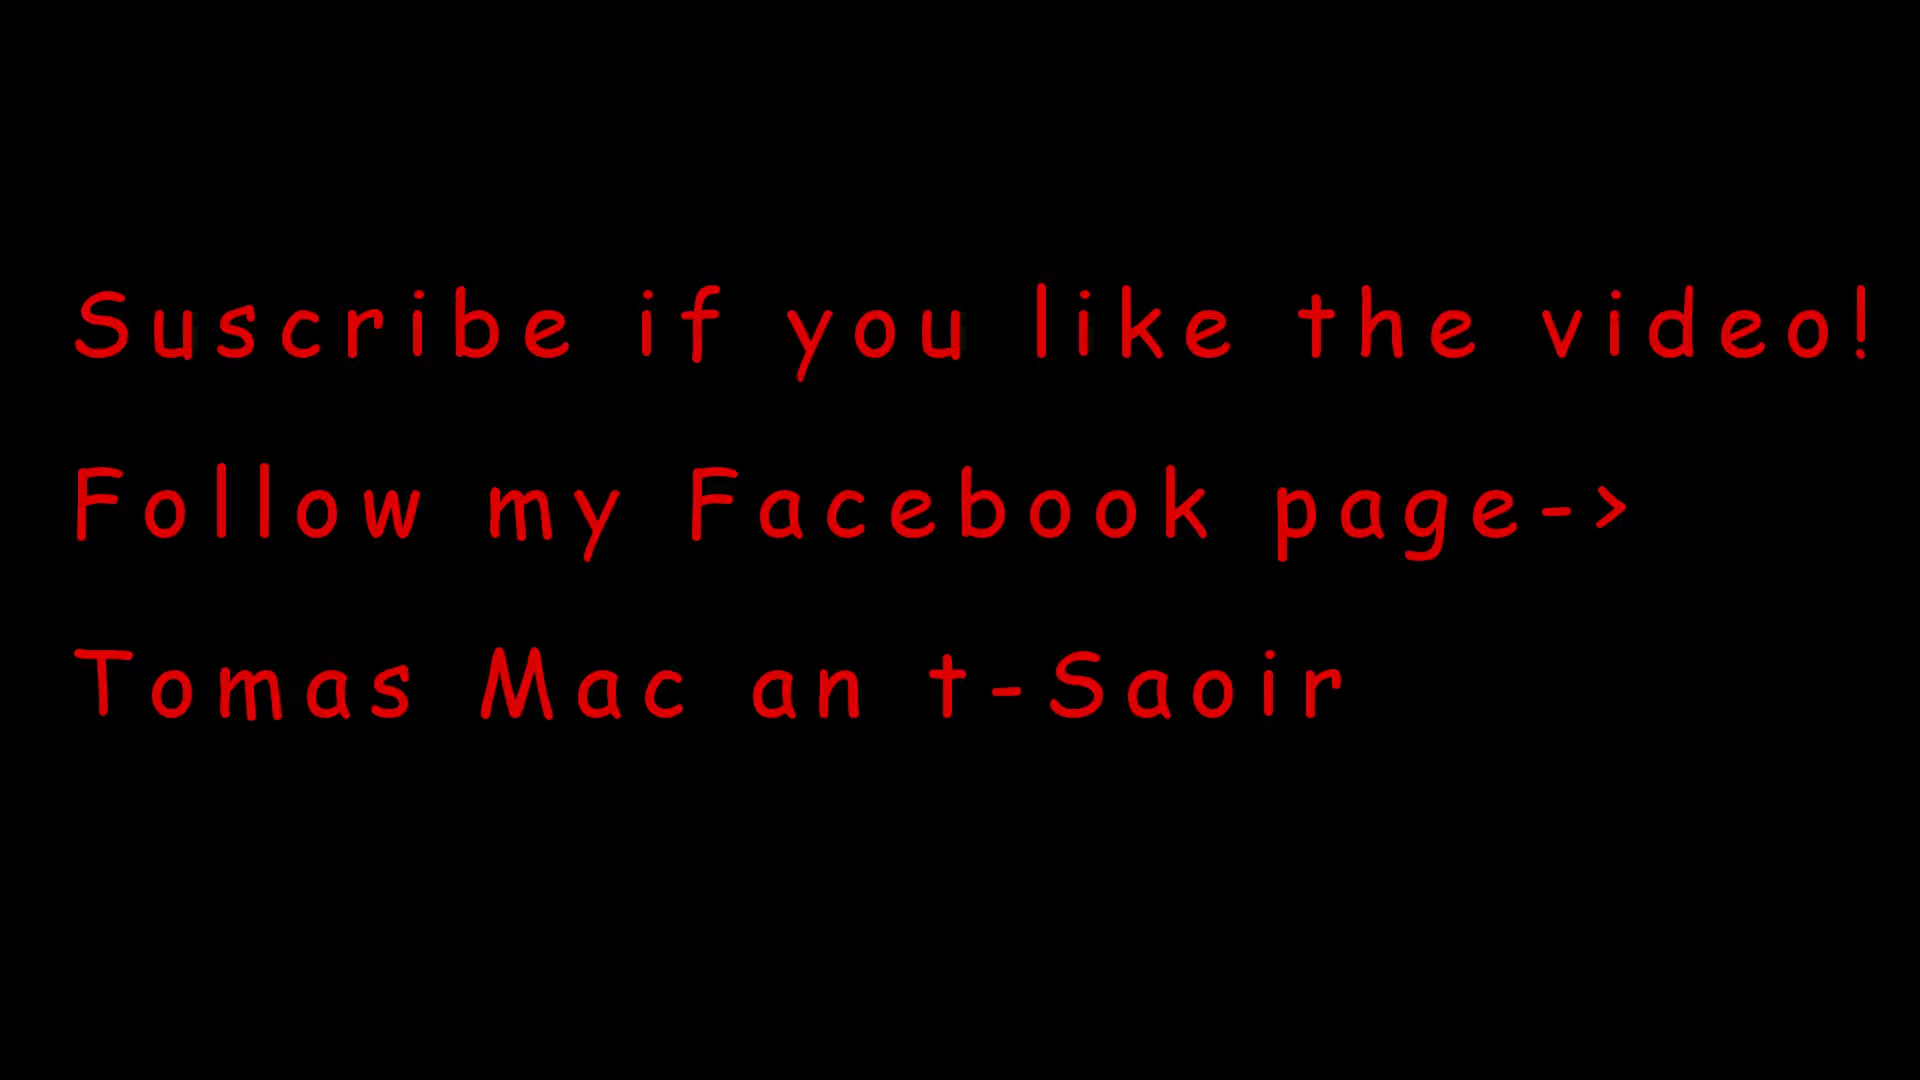 Suscribe if you like the video!
Follow my Facebook page->
Tomas Mac an t-Saoir